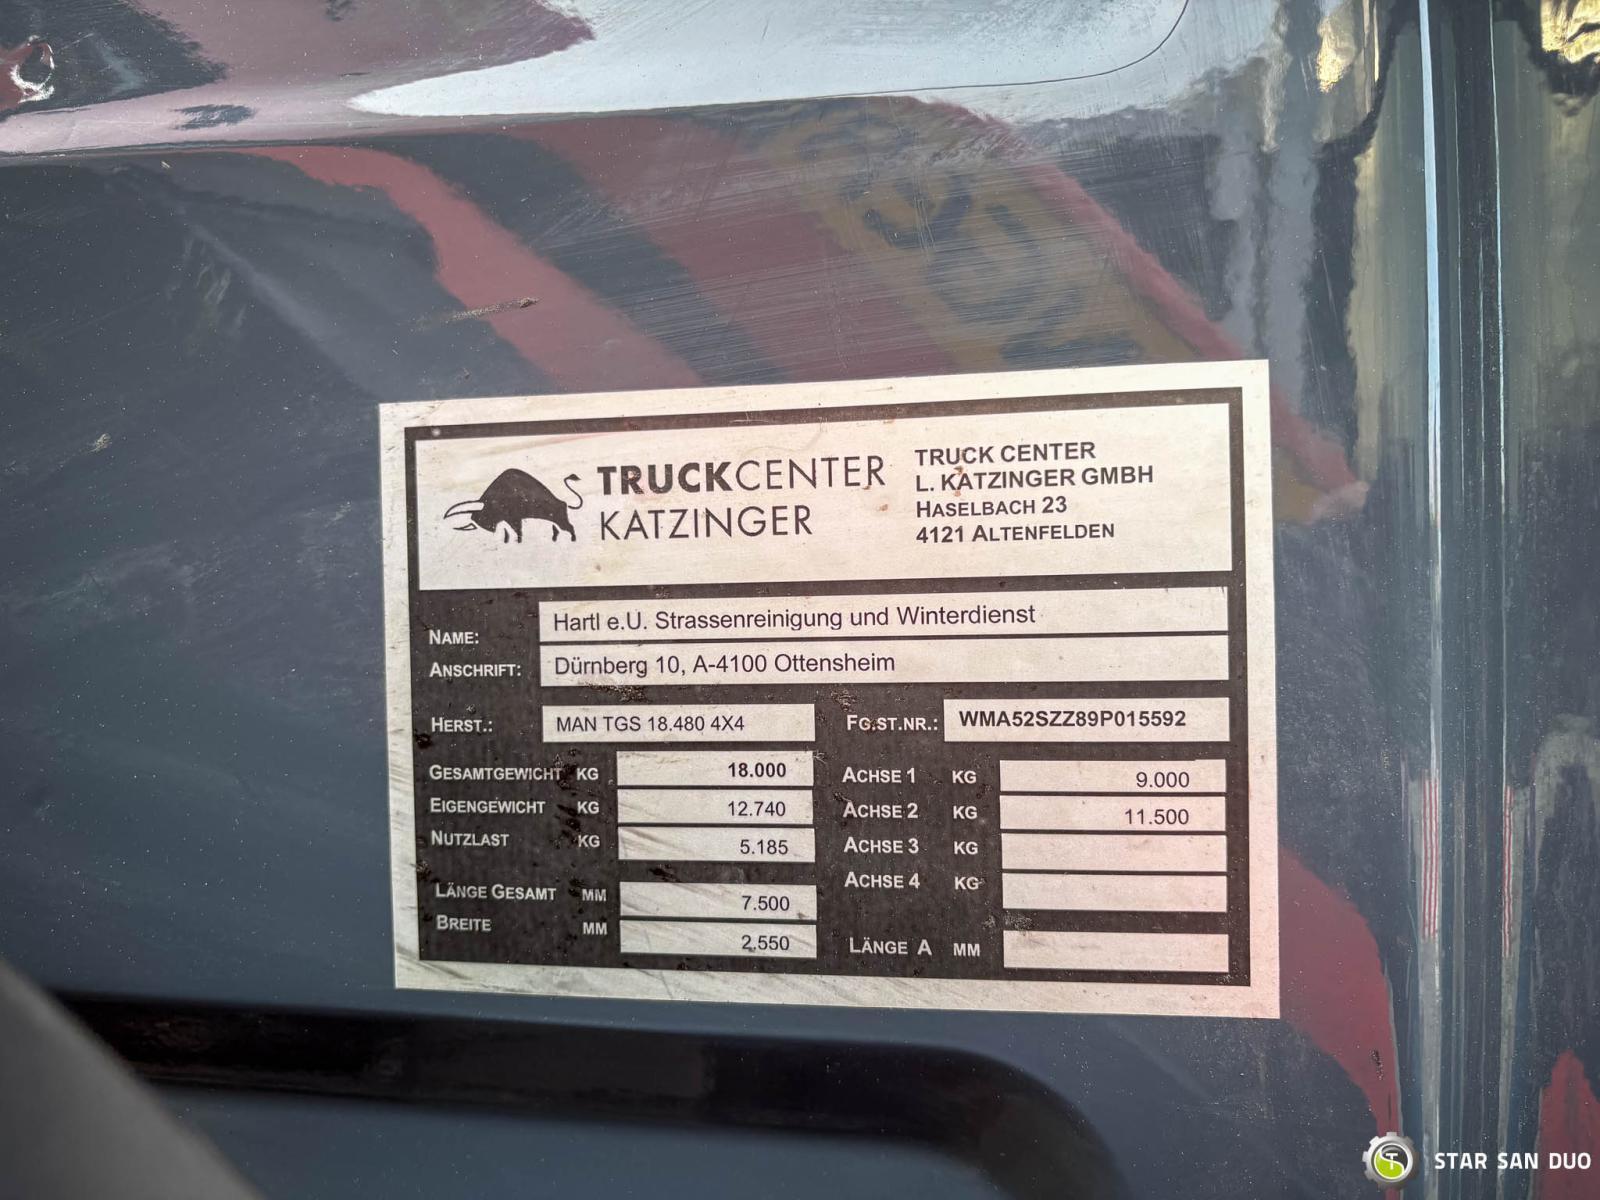 TRUCKCENTER
KATZINGER
TRUCK CENTER
L. KATZINGER GMBH
HASELBACH 23
4121 ALTENFELDEN
NAME: Hartl e.U. Strassenreinigung und Winterdienst
ANSCHRIFT: Dürnberg 10, A-4100 Ottensheim
HERST.: MAN TGS 18.480 4X4 FG.ST.NR.: WMA52SZZ89P015592
GESAMTGEWICHT KG 18.000 ACHSE 1 KG 9.000
EIGENGEWICHT KG 12.740 ACHSE 2 KG 11.500
NUTZLAST KG 5.185 ACHSE 3 KG
ACHSE 4 KG
LÄNGE GESAMT MM 7.500
BREITE MM 2.550 LÄNGE A MM
STAR SAN DUO